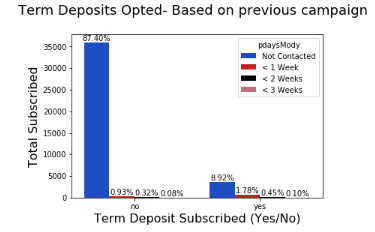 Term Deposits Opted- Based on previous campaign
87.40%
35000
30000
25000
20000
15000
10000
5000
0
Total Subscribed
pdaysMody
Not Contacted
< 1 Week
< 2 Weeks
< 3 Weeks
0.93% 0.32% 0.08%
8.92%
1.78% 0.45% 0.10%
no yes
Term Deposit Subscribed (Yes/No)